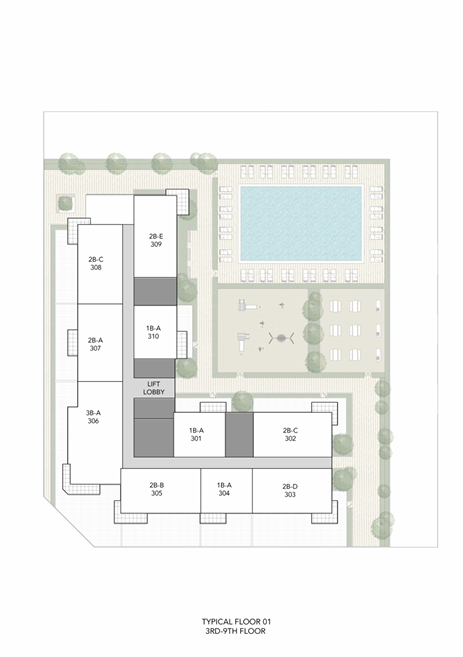 2B-E
309
2B-C
308
1B-A
310
2B-A
307
LIFT
LOBBY
3B-A
306
1B-A
301
2B-C
302
2B-B
305
1B-A
304
2B-D
303
TYPICAL FLOOR 01
3RD-9TH FLOOR